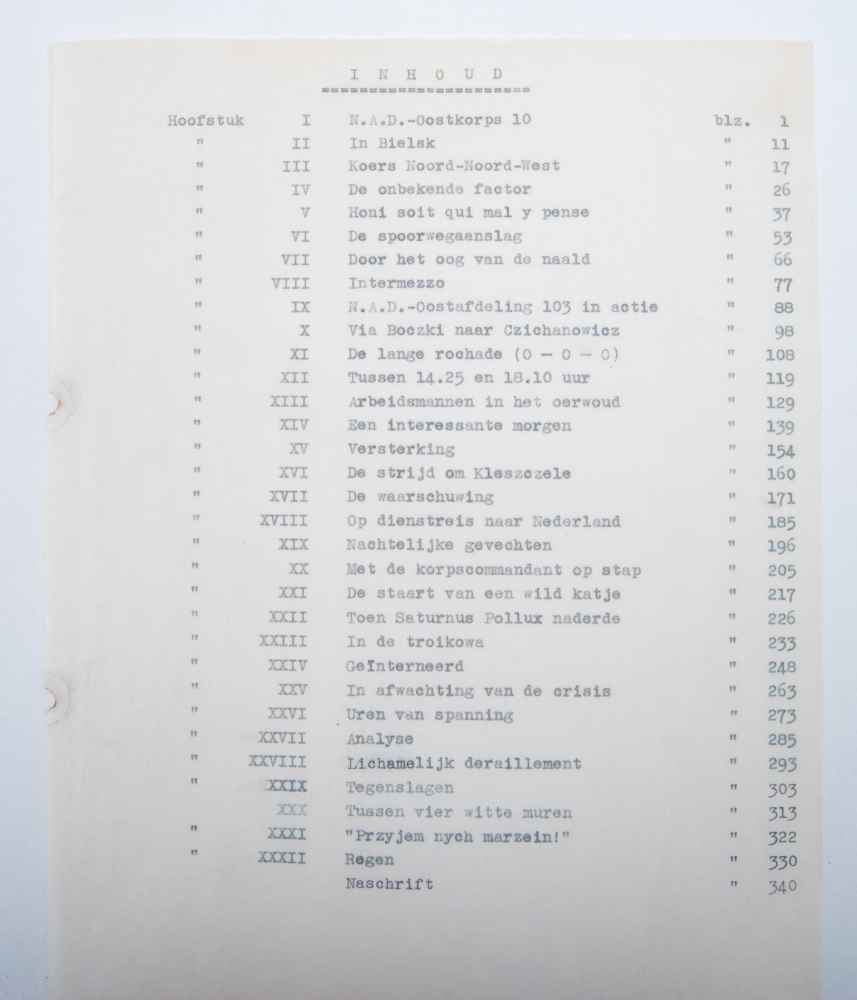 I N H O U D
=====================
Hoofstuk I N.A.D.-Oostkorps 10 blz. 1
" II In Bielsk " 11
" III Koers Noord-Noord-West " 17
" IV De onbekende factor " 26
" V Honi soit qui mal y pense " 37
" VI De spoorwegaanslag " 53
" VII Door het oog van de naald " 66
" VIII Intermezzo " 77
" IX N.A.D.-Oostafdeling 103 in actie " 88
" X Via Boczki naar Czichanowicz " 98
" XI De lange rochade (0 - 0 - 0) " 108
" XII Tussen 14.25 en 18.10 uur " 119
" XIII Arbeidsmannen in het oerwoud " 129
" XIV Een interessante morgen " 139
" XV Versterking " 154
" XVI De strijd om Kleszczele " 160
" XVII De waarschuwing " 171
" XVIII Op dienstreis naar Nederland " 185
" XIX Nachtelijke gevechten " 196
" XX Met de korpscommandant op stap " 205
" XXI De staart van een wild katje " 217
" XXII Toen Saturnus Pollux naderde " 226
" XXIII In de troikowa " 233
" XXIV Geïnterneerd " 248
" XXV In afwachting van de crisis " 263
" XXVI Uren van spanning " 273
" XXVII Analyse " 285
" XXVIII Lichamelijk deraillement " 293
" XXIX Tegenslagen " 303
XXX Tussen vier witte muren " 313
" XXXI "Przyjem nych marzein!" " 322
" XXXII Regen " 330
Naschrift " 340